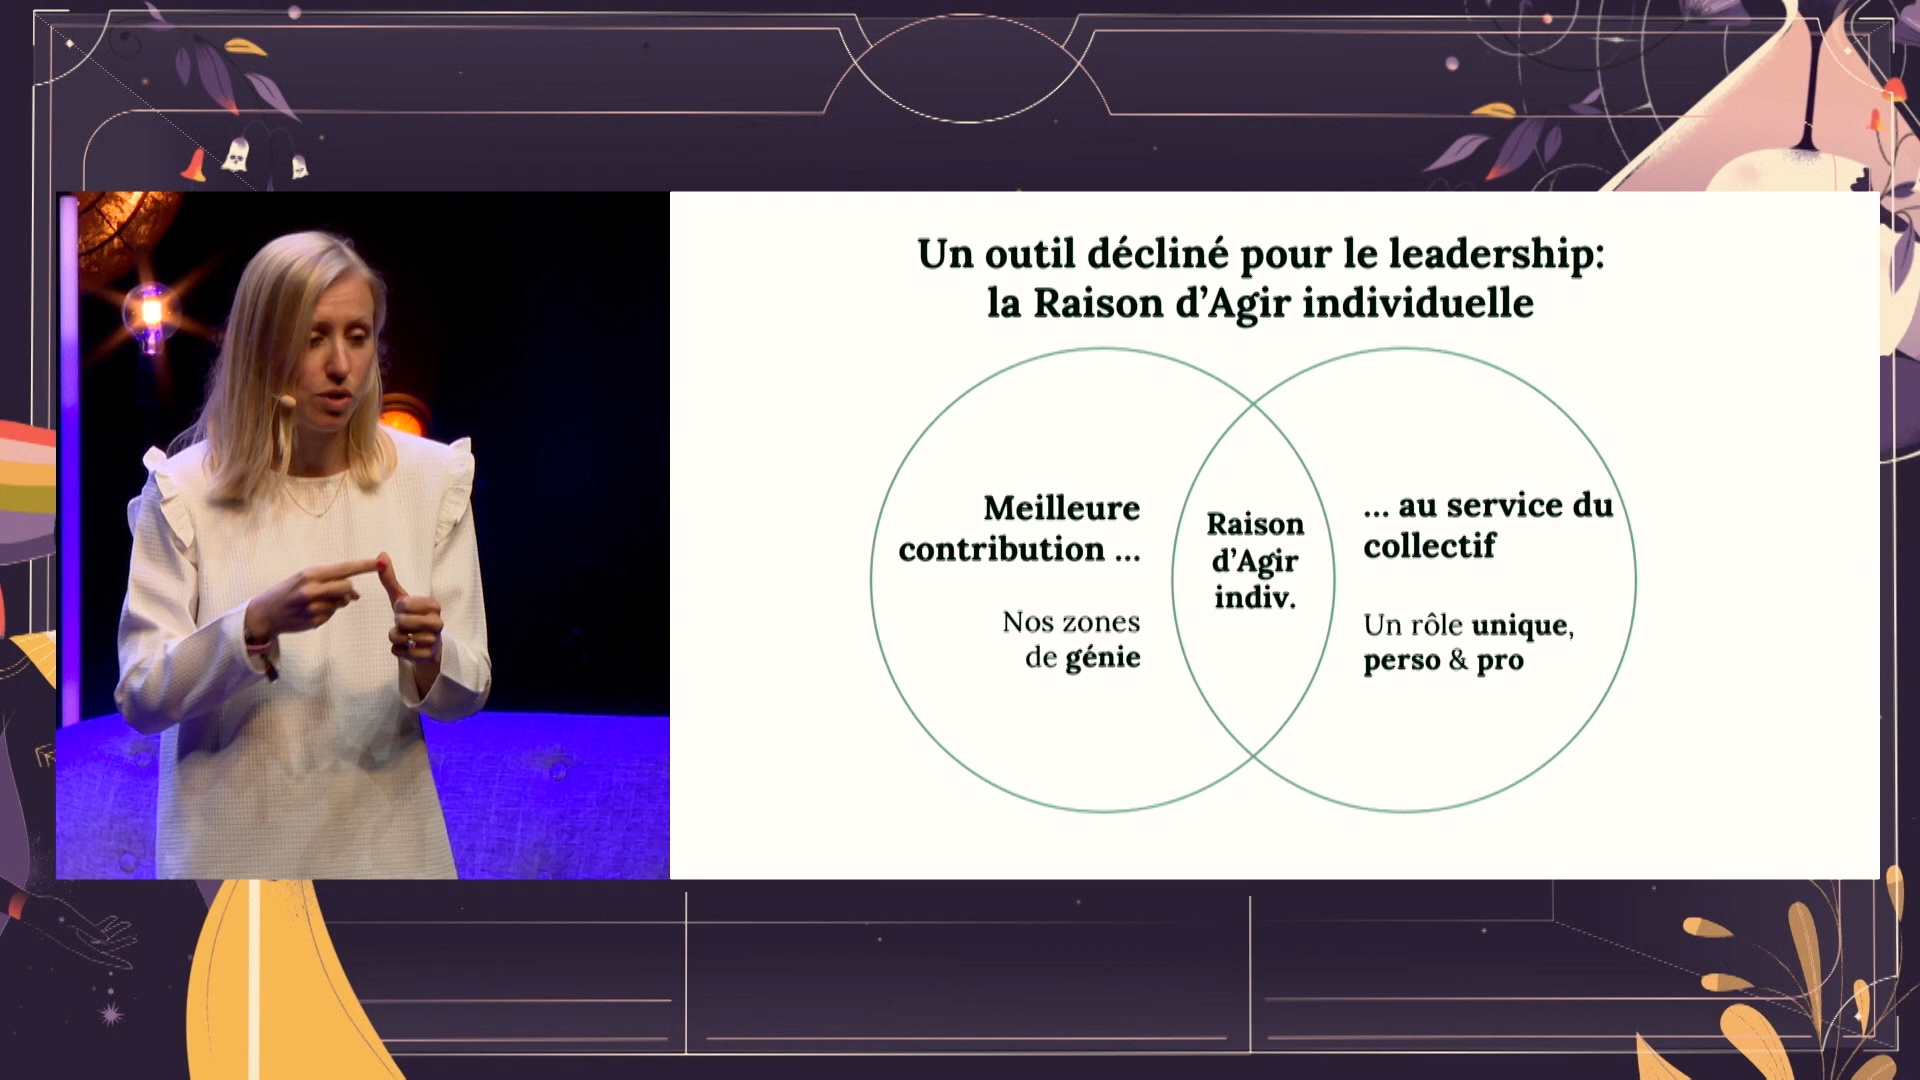 Un outil décliné pour le leadership:
la Raison d’Agir individuelle
Meilleure
contribution ...
Nos zones
de génie
Raison
d’Agir
indiv.
... au service du
collectif
Un rôle unique,
perso & pro